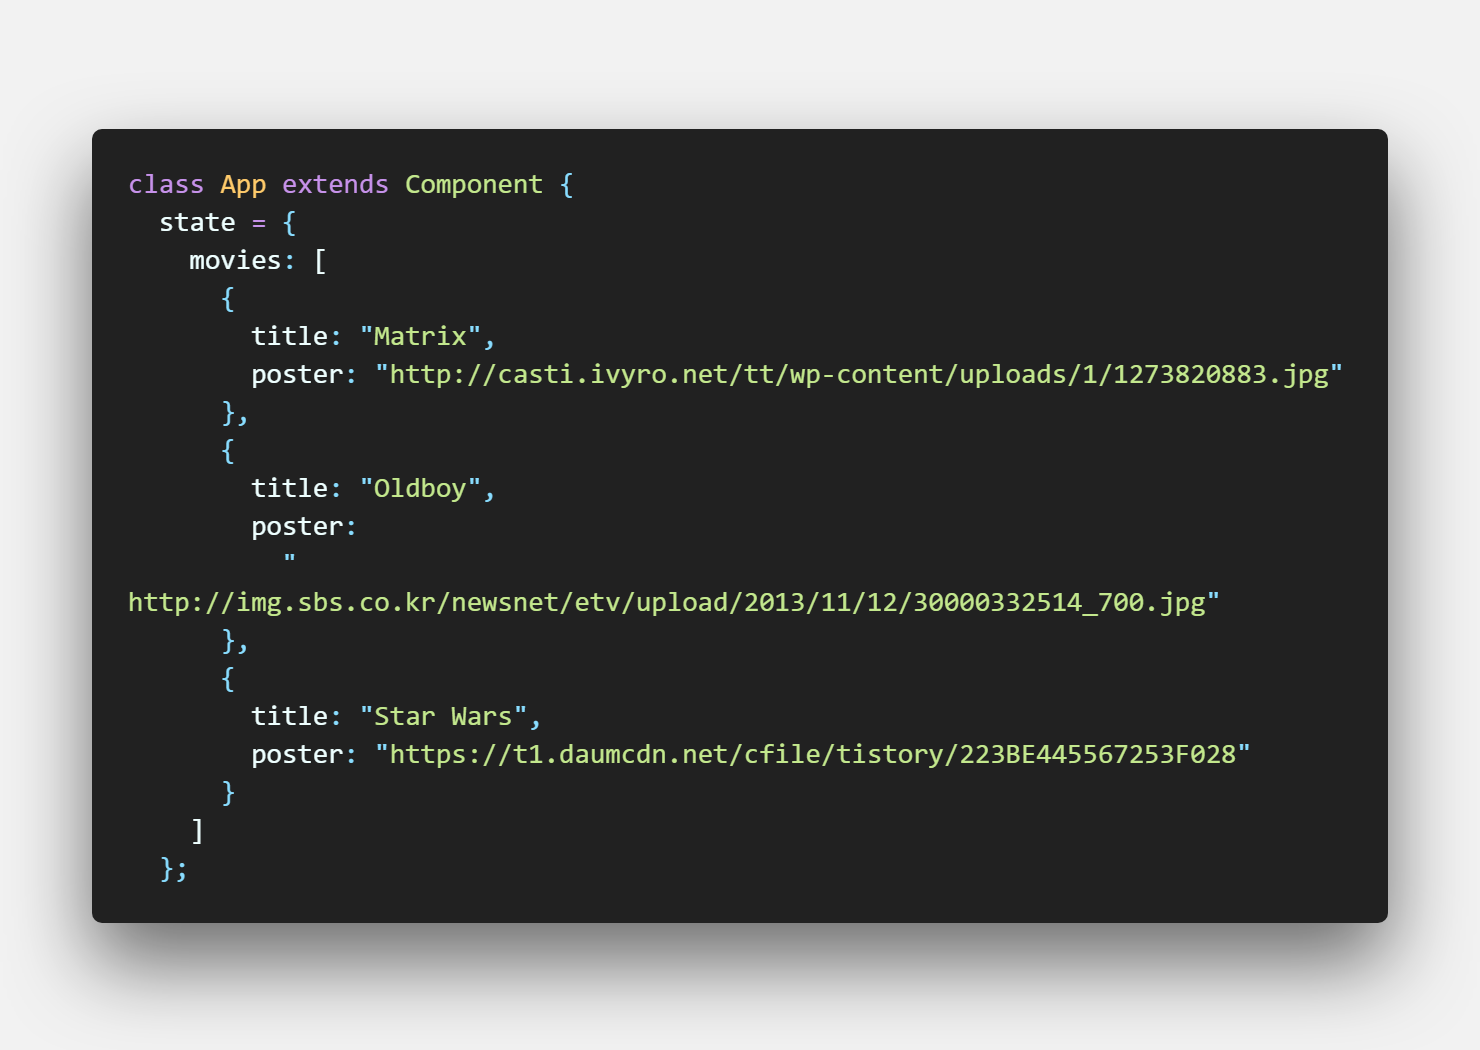 class App extends Component {
  state = {
    movies: [
      {
        title: "Matrix",
        poster: "http://casti.ivyro.net/tt/wp-content/uploads/1/1273820883.jpg"
      },
      {
        title: "Oldboy",
        poster:
          "
http://img.sbs.co.kr/newsnet/etv/upload/2013/11/12/30000332514_700.jpg"
      },
      {
        title: "Star Wars",
        poster: "https://t1.daumcdn.net/cfile/tistory/223BE445567253F028"
      }
    ]
  };